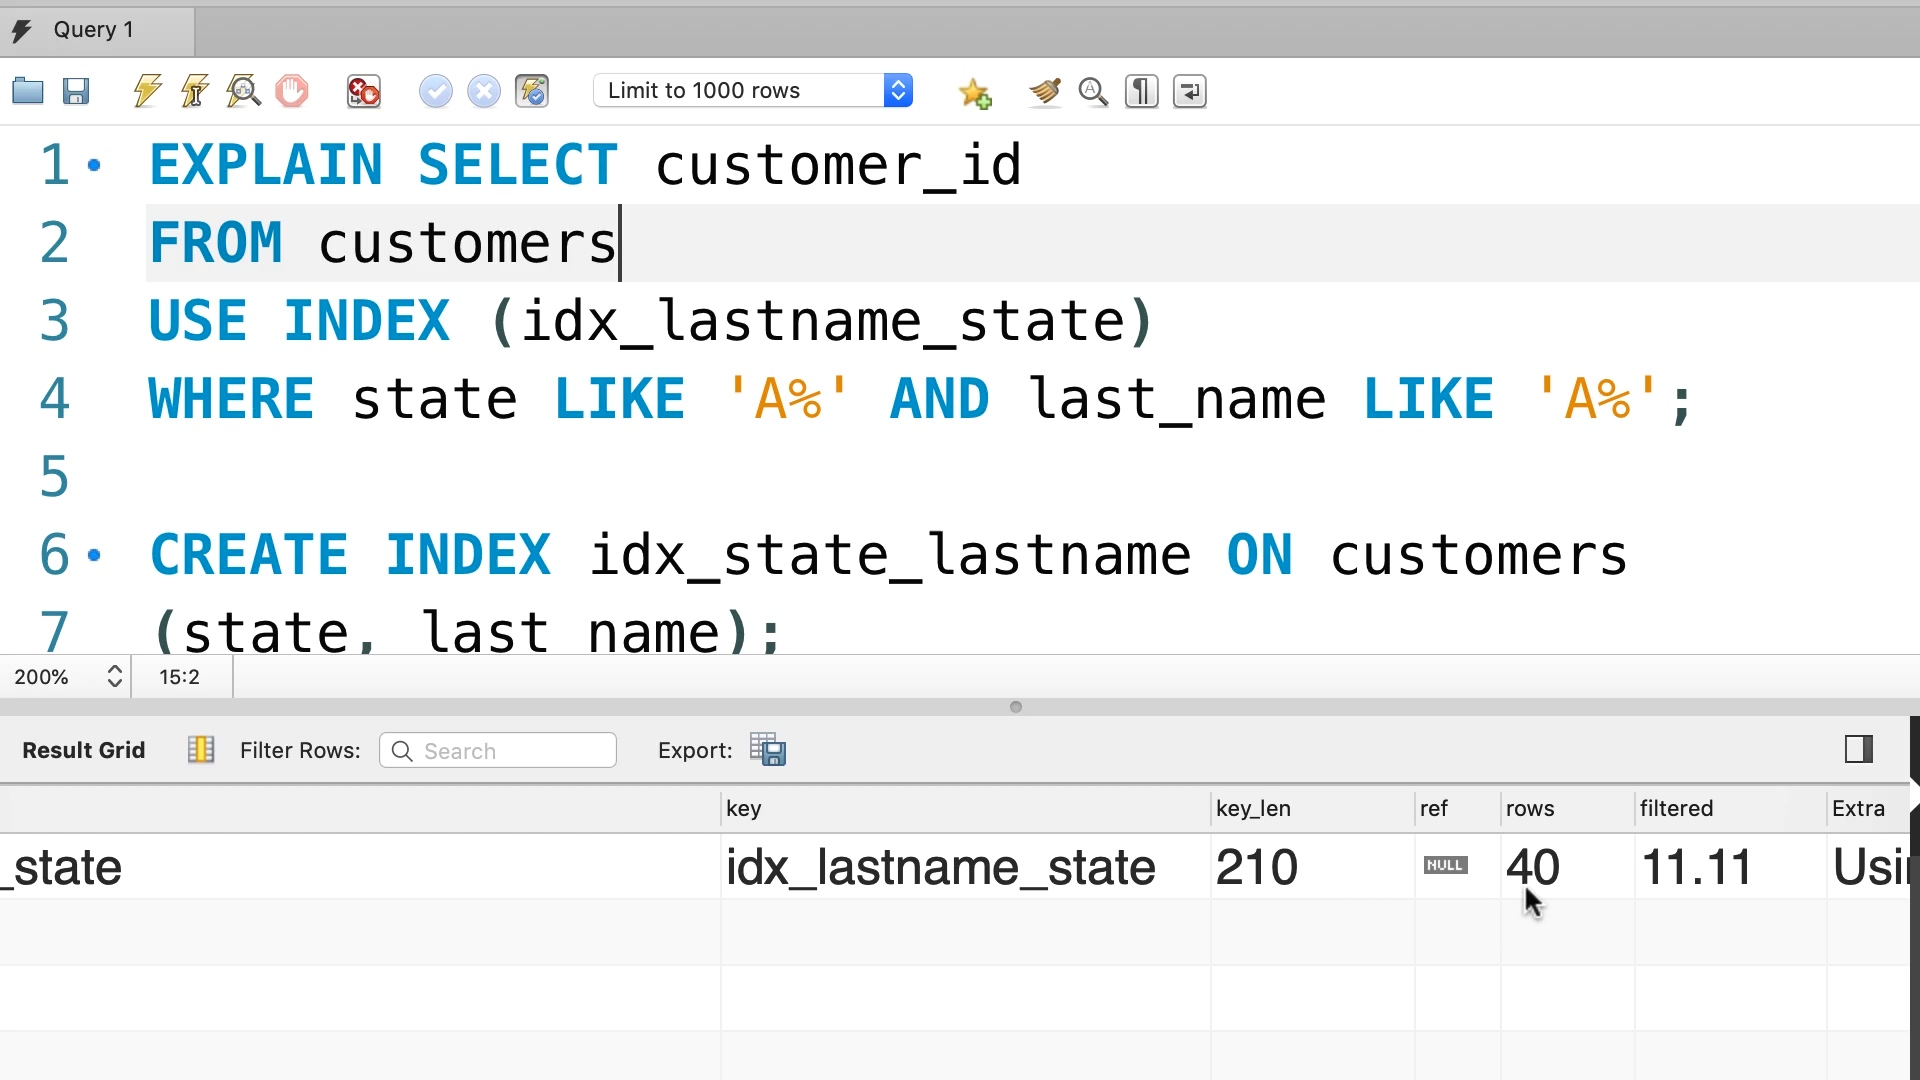 Query 1
Limit to 1000 rows
1 EXPLAIN SELECT customer_id
2 FROM customers
3 USE INDEX (idx_lastname_state)
4 WHERE state LIKE 'A%' AND last_name LIKE 'A%';
5
6 CREATE INDEX idx_state_lastname ON customers
7 (state, last_name);
200% 15:2
Result Grid Filter Rows: Search Export:
key key_len ref rows filtered Extra
_state idx_lastname_state 210 NULL 40 11.11 Usi